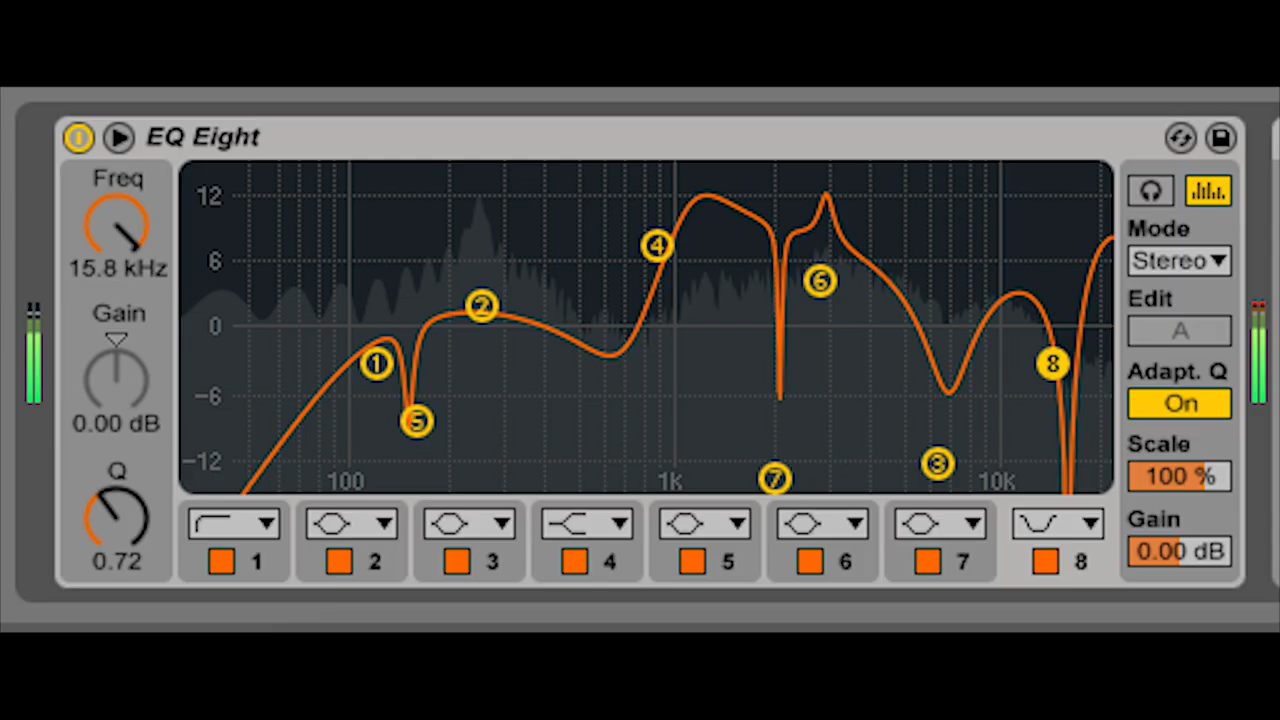 EQ Eight
Freq
15.8 kHz
Gain
0.00 dB
Q
0.72
12
6
0
-6
-12
100
1k
10k
1
2
3
4
5
6
7
8
1
2
3
4
5
6
7
8
Mode
Stereo
Edit
A
Adapt. Q
On
Scale
100 %
Gain
0.00 dB